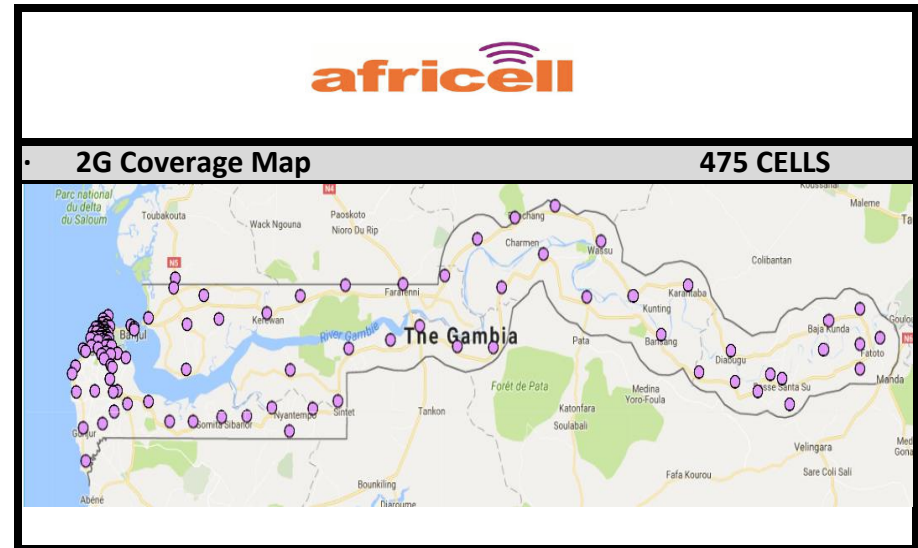 africell
· 2G Coverage Map 475 CELLS
Parc national
du delta
du Saloum
Toubakouta
N4
Wack Ngouna
Paoskoto
Nioro Du Rip
Maleme
N5
Charmen
Wassu
Colibantan
Farafenni
Karantaba
Kunting
Kerewan
Banjul
River Gambia
The Gambia
Pata
Bansang
Baja Kunda
N6
Diabugu
Fatoto
Basse Santa Su
Manda
Forêt de Pata
Medina
Yoro-Foula
Nyantempo
Sintet
Tankon
Katonfara
Somita
Sibanor
Soulabali
Gunjur
Velingara
Fafa Kourou
Sare Coli Sali
Bounkiling
Abéné
Diaroume